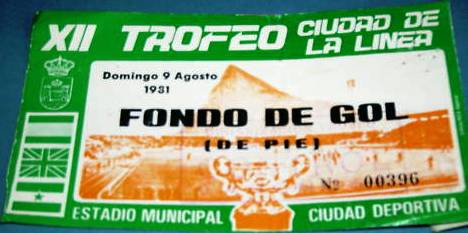 XII TROFEO CIUDAD DE LA LINEA
Domingo 9 Agosto
1981
FONDO DE GOL
(DE PIE)
Nº 00396
ESTADIO MUNICIPAL CIUDAD DEPORTIVA